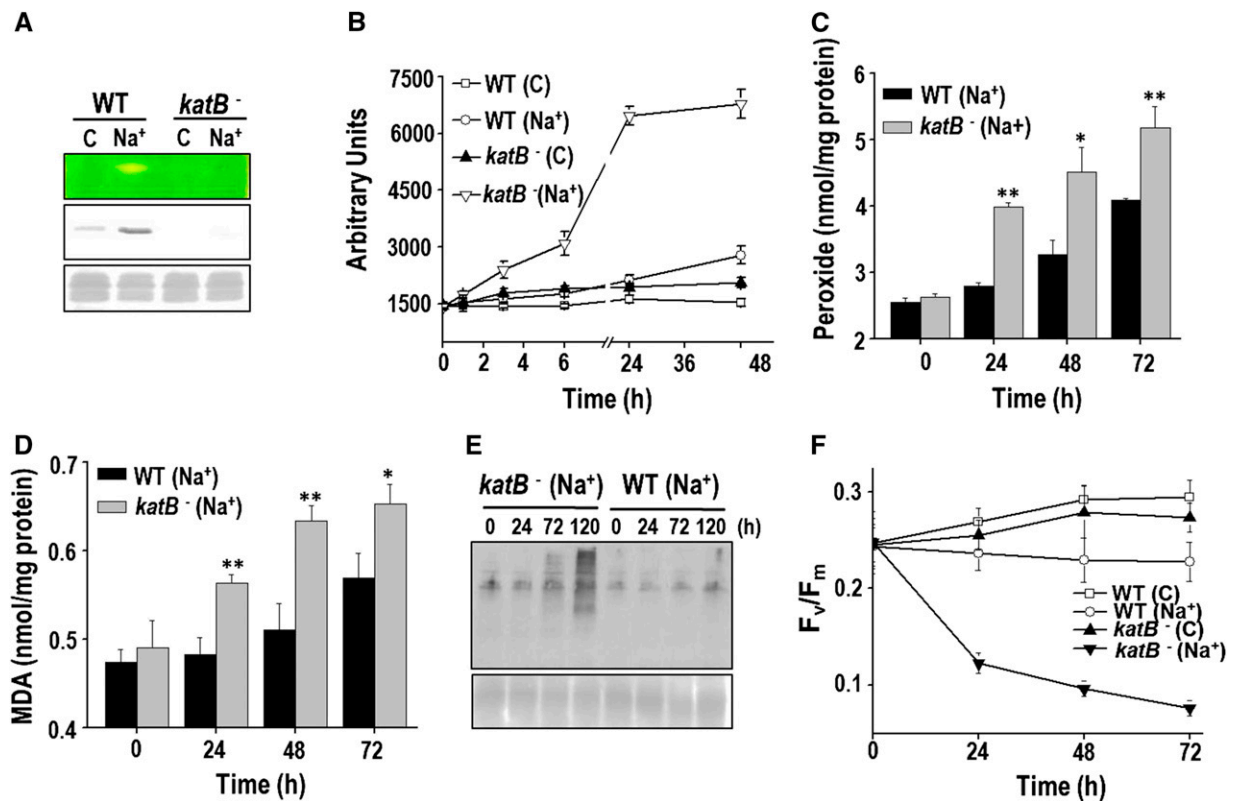 A
WT katB -
C Na+ C Na+
B
Arbitrary Units
7500
6000
4500
3000
1500
WT (C)
WT (Na+)
katB - (C)
katB - (Na+)
0 2 4 6 24 36 48
Time (h)
C
Peroxide (nmol/mg protein)
6
5
4
3
2
WT (Na+)
katB - (Na+)
** * **
0 24 48 72
Time (h)
D
MDA (nmol/mg protein)
0.7
0.6
0.5
0.4
WT (Na+)
katB - (Na+)
** ** *
0 24 48 72
Time (h)
E
katB - (Na+) WT (Na+)
0 24 72 120 0 24 72 120 (h)
F
Fv/Fm
0.3
0.2
0.1
WT (C)
WT (Na+)
katB - (C)
katB - (Na+)
0 24 48 72
Time (h)